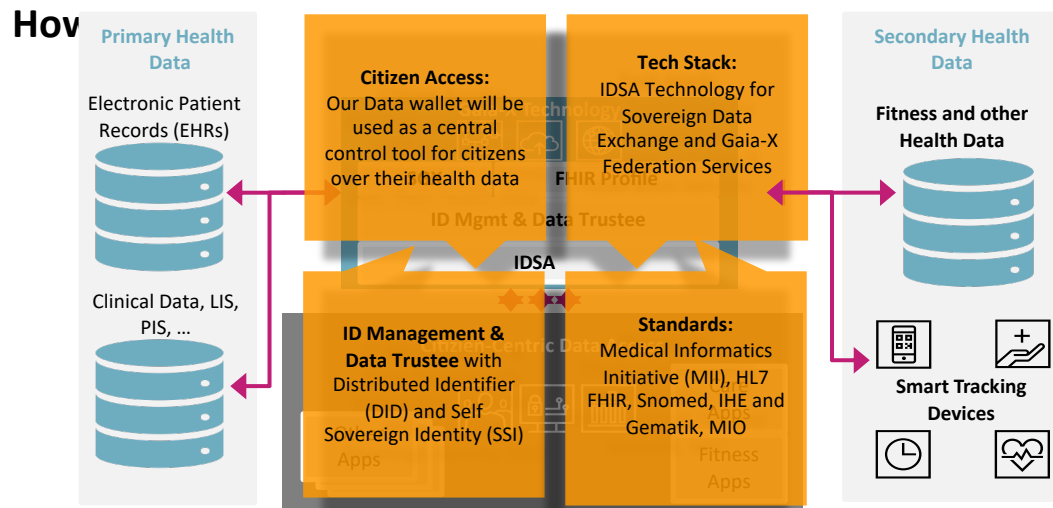 How
Primary Health
Data
Electronic Patient
Records (EHRs)
Clinical Data, LIS,
PIS, ...
Citizen Access:
Our Data wallet will be
used as a central
control tool for citizens
over their health data
Tech Stack:
IDSA Technology for
Sovereign Data
Exchange and Gaia-X
Federation Services
Gaia-X Technology
FHIR Profile
ID Mgmt & Data Trustee
IDSA
ID Management &
Data Trustee with
Distributed Identifier
(DID) and Self
Sovereign Identity (SSI)
Apps
Standards:
Medical Informatics
Initiative (MII), HL7
FHIR, Snomed, IHE and
Gematik, MIO
Apps
Fitness
Apps
Secondary Health
Data
Fitness and other
Health Data
Smart Tracking
Devices